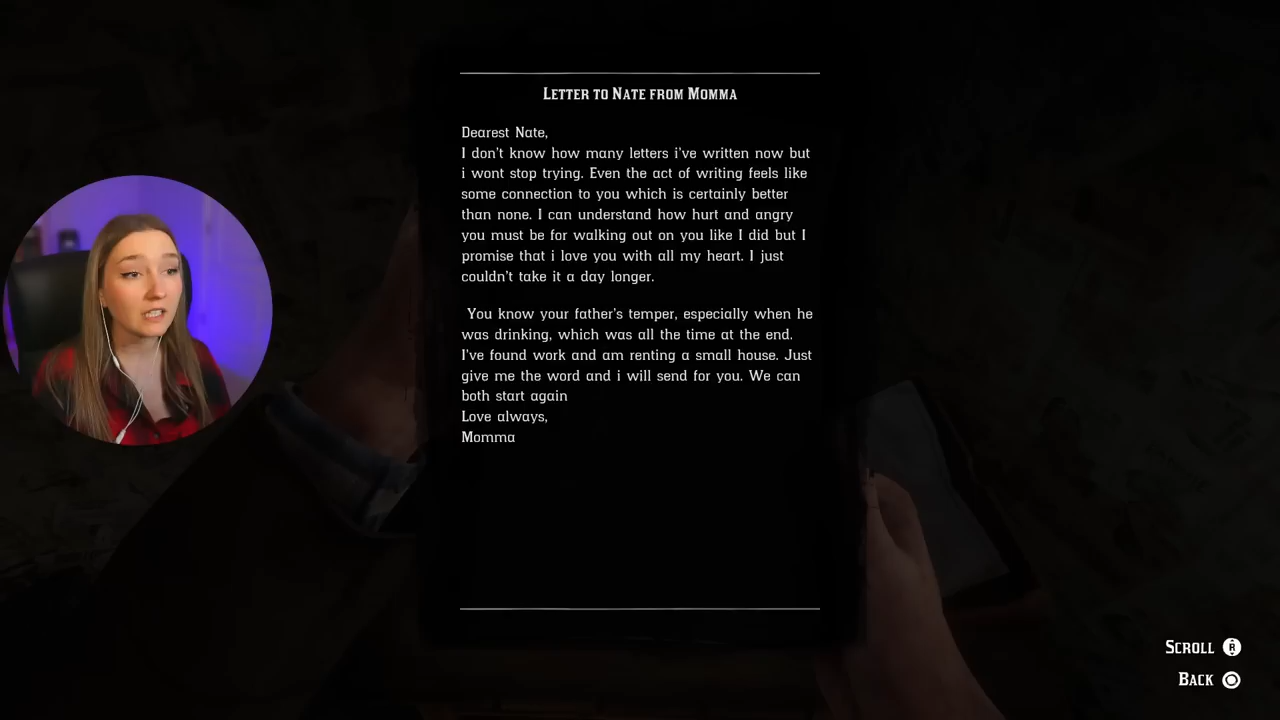 Letter to Nate from Momma
Dearest Nate,
I don't know how many letters i've written now but
i wont stop trying. Even the act of writing feels like
some connection to you which is certainly better
than none. I can understand how hurt and angry
you must be for walking out on you like I did but I
promise that i love you with all my heart. I just
couldn't take it a day longer.
You know your father's temper, especially when he
was drinking, which was all the time at the end.
I've found work and am renting a small house. Just
give me the word and i will send for you. We can
both start again
Love always,
Momma
Scroll R
Back